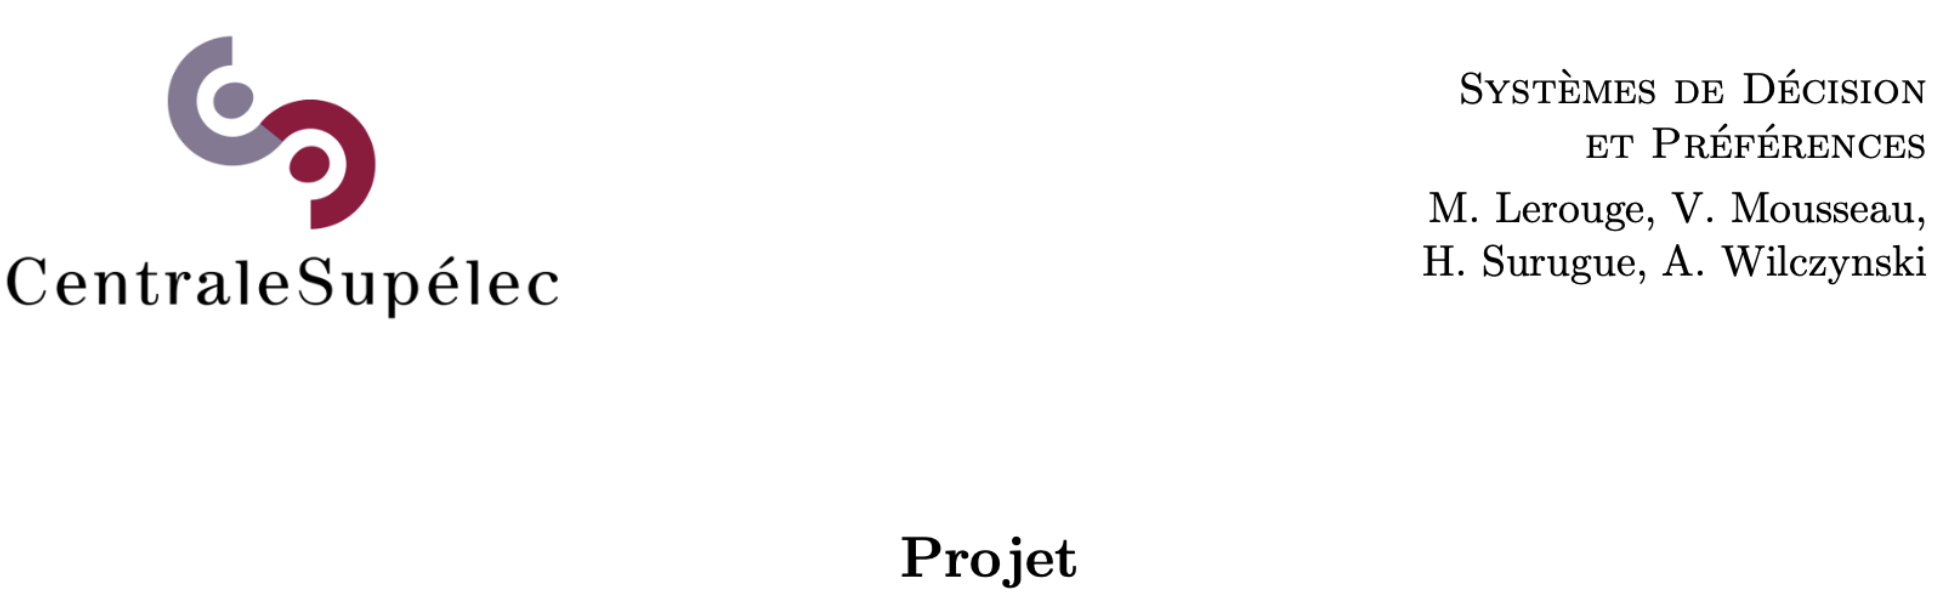 CentraleSupélec
Systèmes de Décision
et Préférences
M. Lerouge, V. Mousseau,
H. Surugue, A. Wilczynski
Projet